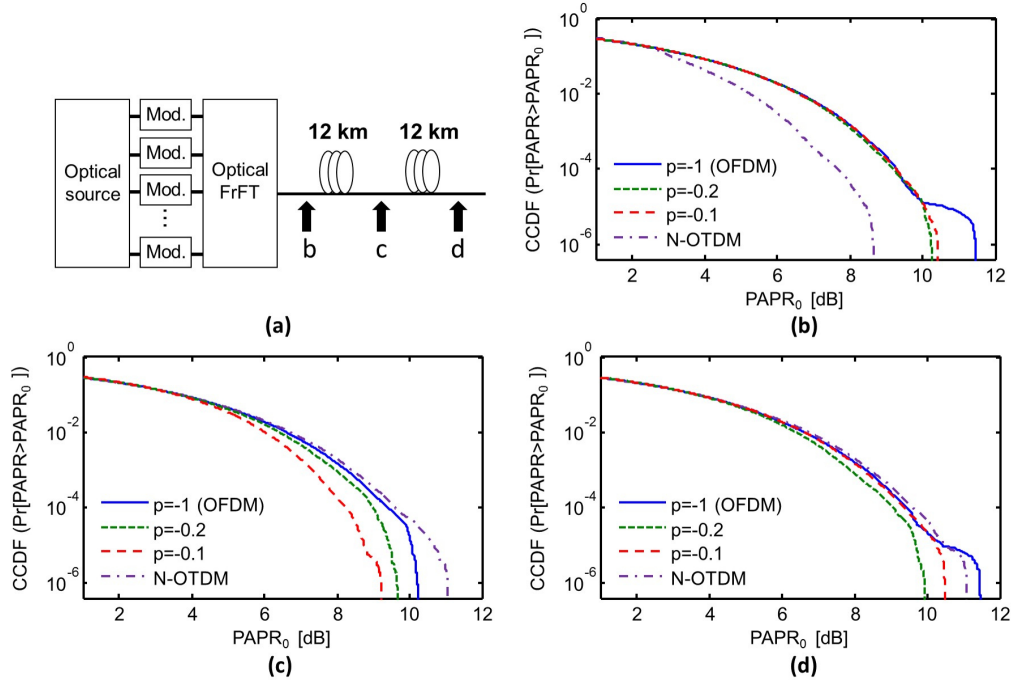 Optical source
Mod.
Mod.
Mod.
⋮
Mod.
Optical FrFT
12 km
12 km
b
c
d
(a)
CCDF (Pr[PAPR>PAPR0 ])
10^0
10^-2
10^-4
10^-6
p=-1 (OFDM)
p=-0.2
p=-0.1
N-OTDM
2 4 6 8 10 12
PAPR0 [dB]
(b)
CCDF (Pr[PAPR>PAPR0 ])
10^0
10^-2
10^-4
10^-6
p=-1 (OFDM)
p=-0.2
p=-0.1
N-OTDM
2 4 6 8 10 12
PAPR0 [dB]
(c)
CCDF (Pr[PAPR>PAPR0 ])
10^0
10^-2
10^-4
10^-6
p=-1 (OFDM)
p=-0.2
p=-0.1
N-OTDM
2 4 6 8 10 12
PAPR0 [dB]
(d)